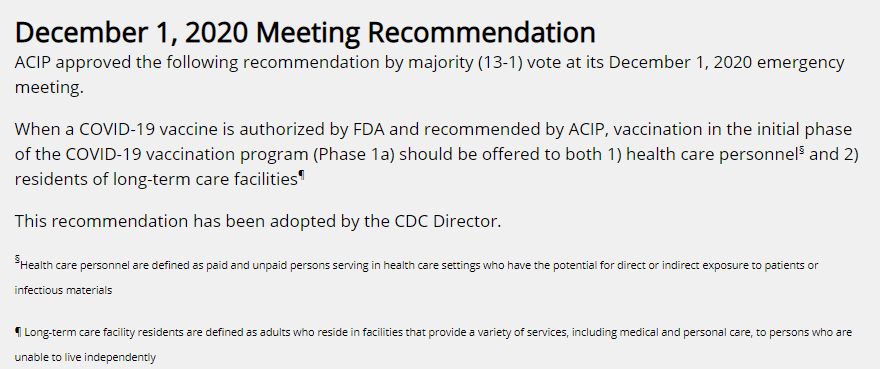 December 1, 2020 Meeting Recommendation
ACIP approved the following recommendation by majority (13-1) vote at its December 1, 2020 emergency
meeting.
When a COVID-19 vaccine is authorized by FDA and recommended by ACIP, vaccination in the initial phase
of the COVID-19 vaccination program (Phase 1a) should be offered to both 1) health care personnel§ and 2)
residents of long-term care facilities¶
This recommendation has been adopted by the CDC Director.
§Health care personnel are defined as paid and unpaid persons serving in health care settings who have the potential for direct or indirect exposure to patients or
infectious materials
¶ Long-term care facility residents are defined as adults who reside in facilities that provide a variety of services, including medical and personal care, to persons who are
unable to live independently